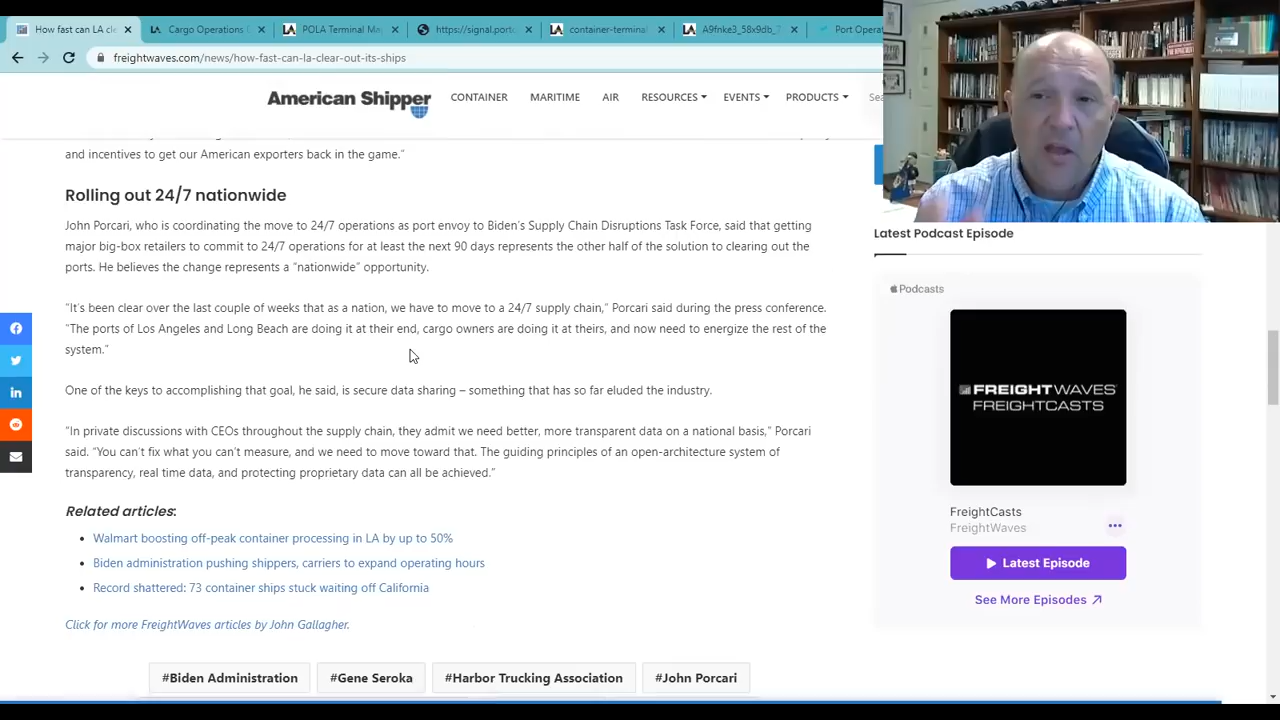 How fast can LA cle
Cargo Operations D
POLA Terminal Ma
https://signal.porto
container-terminal
A9fnke3_58x9db_7
Port Opera
freightwaves.com/news/how-fast-can-la-clear-out-its-ships
American Shipper
CONTAINER MARITIME AIR RESOURCES EVENTS PRODUCTS Sea
and incentives to get our American exporters back in the game.”
Rolling out 24/7 nationwide
John Porcari, who is coordinating the move to 24/7 operations as port envoy to Biden’s Supply Chain Disruptions Task Force, said that getting
major big-box retailers to commit to 24/7 operations for at least the next 90 days represents the other half of the solution to clearing out the
ports. He believes the change represents a “nationwide” opportunity.
“It’s been clear over the last couple of weeks that as a nation, we have to move to a 24/7 supply chain,” Porcari said during the press conference.
“The ports of Los Angeles and Long Beach are doing it at their end, cargo owners are doing it at theirs, and now need to energize the rest of the
system.”
One of the keys to accomplishing that goal, he said, is secure data sharing – something that has so far eluded the industry.
“In private discussions with CEOs throughout the supply chain, they admit we need better, more transparent data on a national basis,” Porcari
said. “You can’t fix what you can’t measure, and we need to move toward that. The guiding principles of an open-architecture system of
transparency, real time data, and protecting proprietary data can all be achieved.”
Related articles:
Walmart boosting off-peak container processing in LA by up to 50%
Biden administration pushing shippers, carriers to expand operating hours
Record shattered: 73 container ships stuck waiting off California
Click for more FreightWaves articles by John Gallagher.
#Biden Administration #Gene Seroka #Harbor Trucking Association #John Porcari
Latest Podcast Episode
Podcasts
FREIGHTWAVES
FREIGHTCASTS
FreightCasts
FreightWaves
Latest Episode
See More Episodes